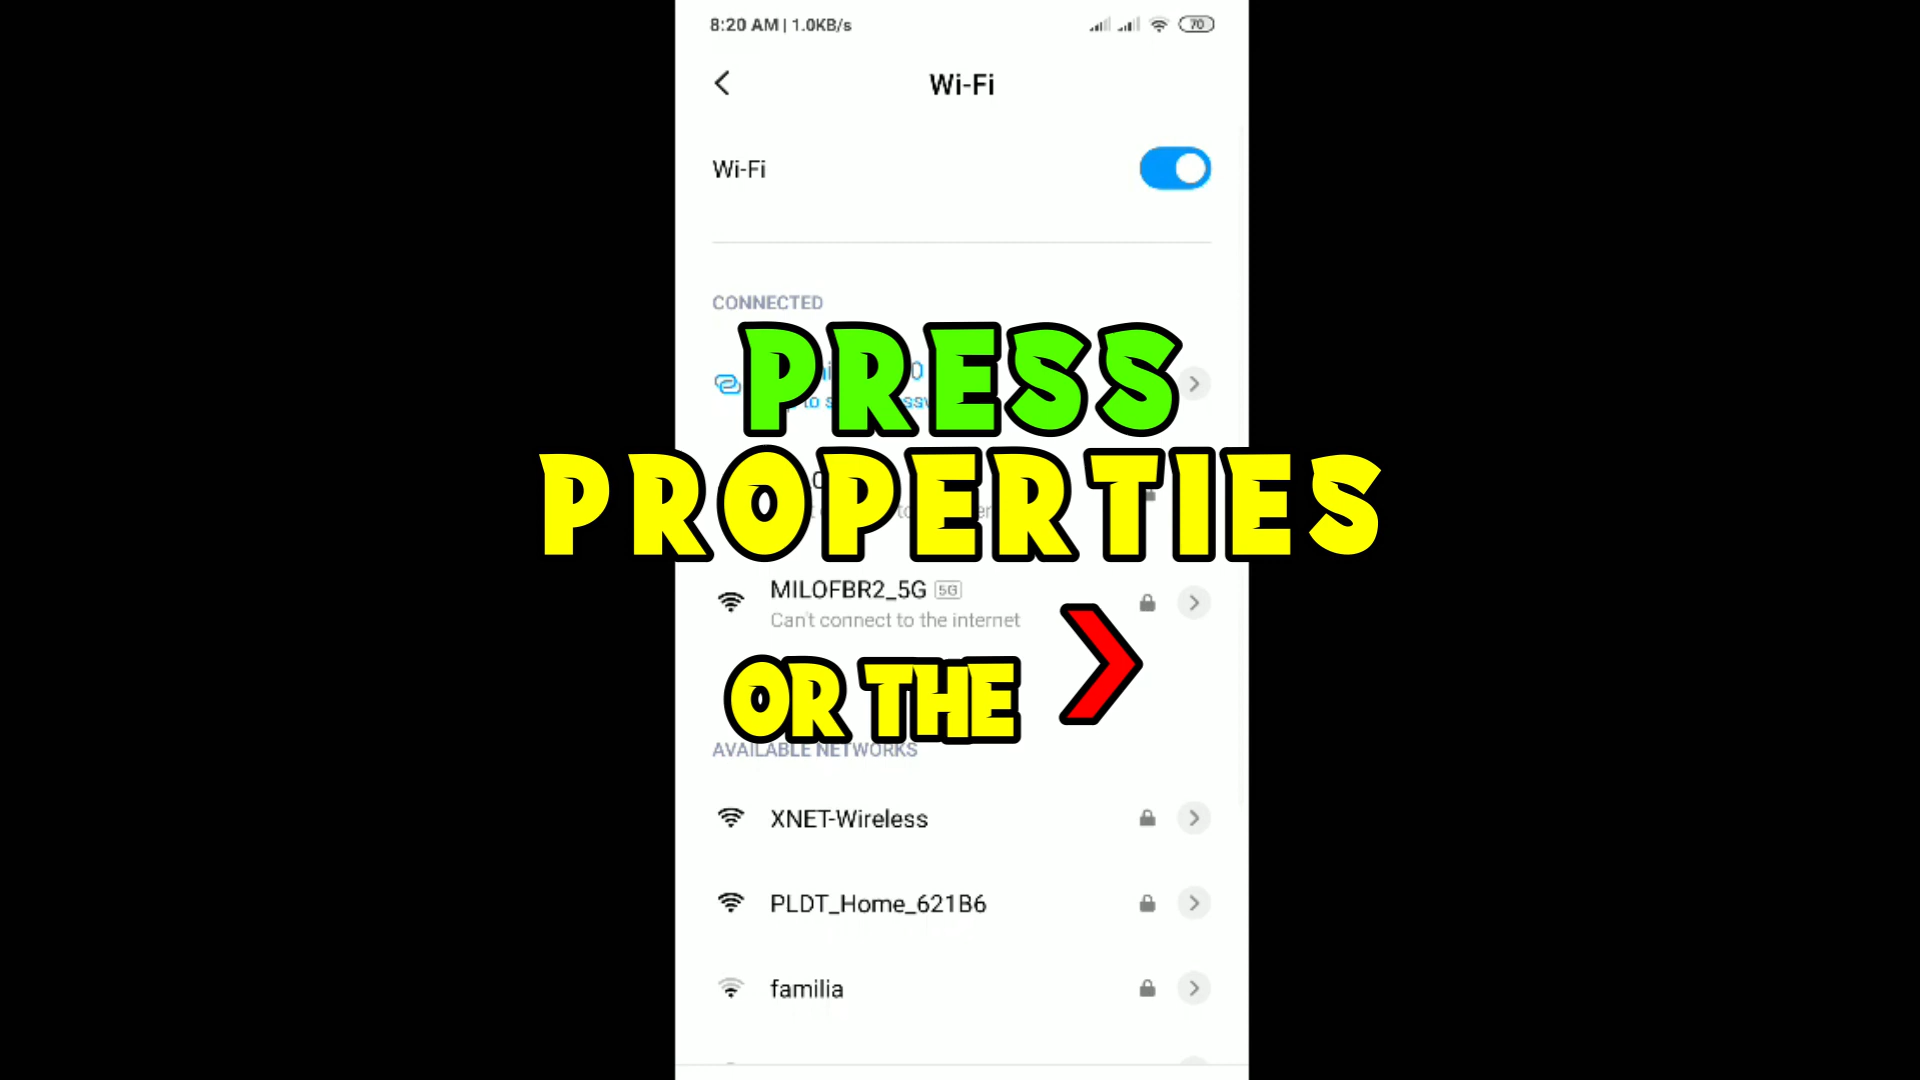 8:20 AM | 1.0KB/s
70
Wi-Fi
Wi-Fi
CONNECTED
PRESS
PROPERTIES
MILOFBR2_5G 5G
Can't connect to the internet
OR THE
AVAILABLE NETWORKS
XNET-Wireless
PLDT_Home_621B6
familia